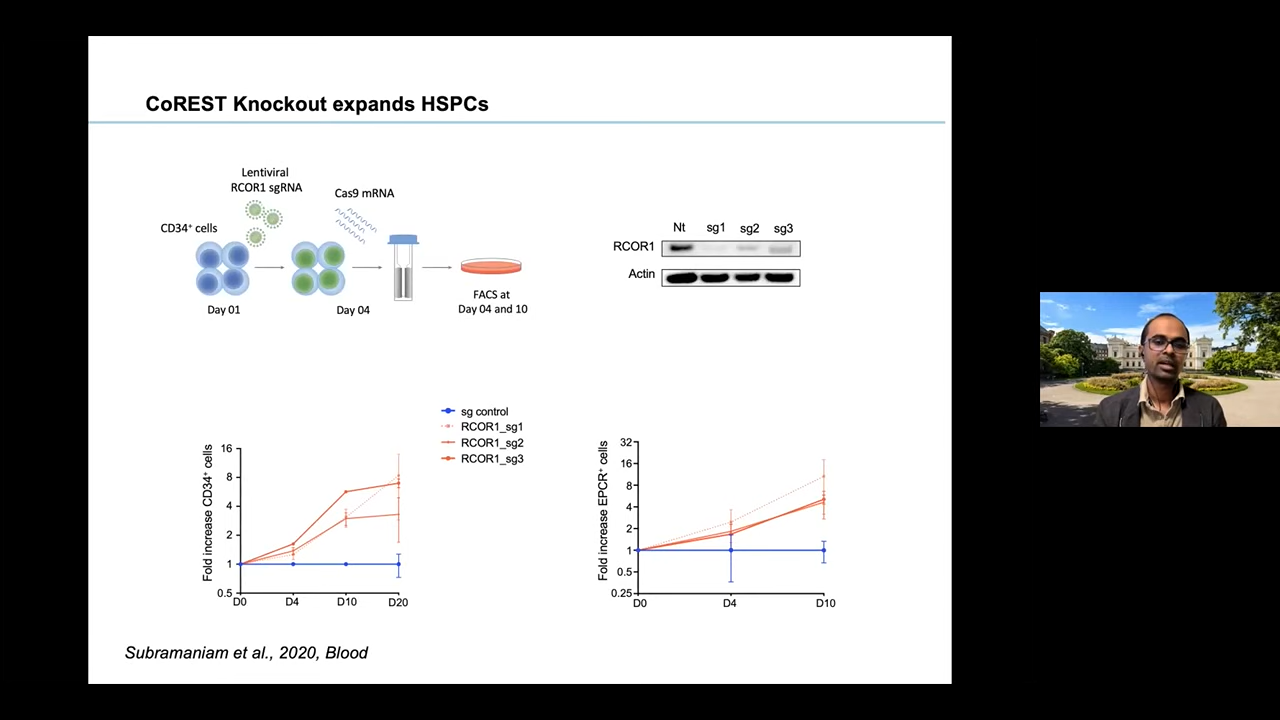 CoREST Knockout expands HSPCs
Lentiviral
RCOR1 sgRNA
Cas9 mRNA
CD34⁺ cells
Day 01
Day 04
FACS at
Day 04 and 10
Nt sg1 sg2 sg3
RCOR1
Actin
sg control
RCOR1_sg1
RCOR1_sg2
RCOR1_sg3
Fold increase CD34⁺ cells
16
8
4
2
1
0.5
D0 D4 D10 D20
Fold increase EPCR⁺ cells
32
16
8
4
2
1
0.5
0.25
D0 D4 D10
Subramaniam et al., 2020, Blood